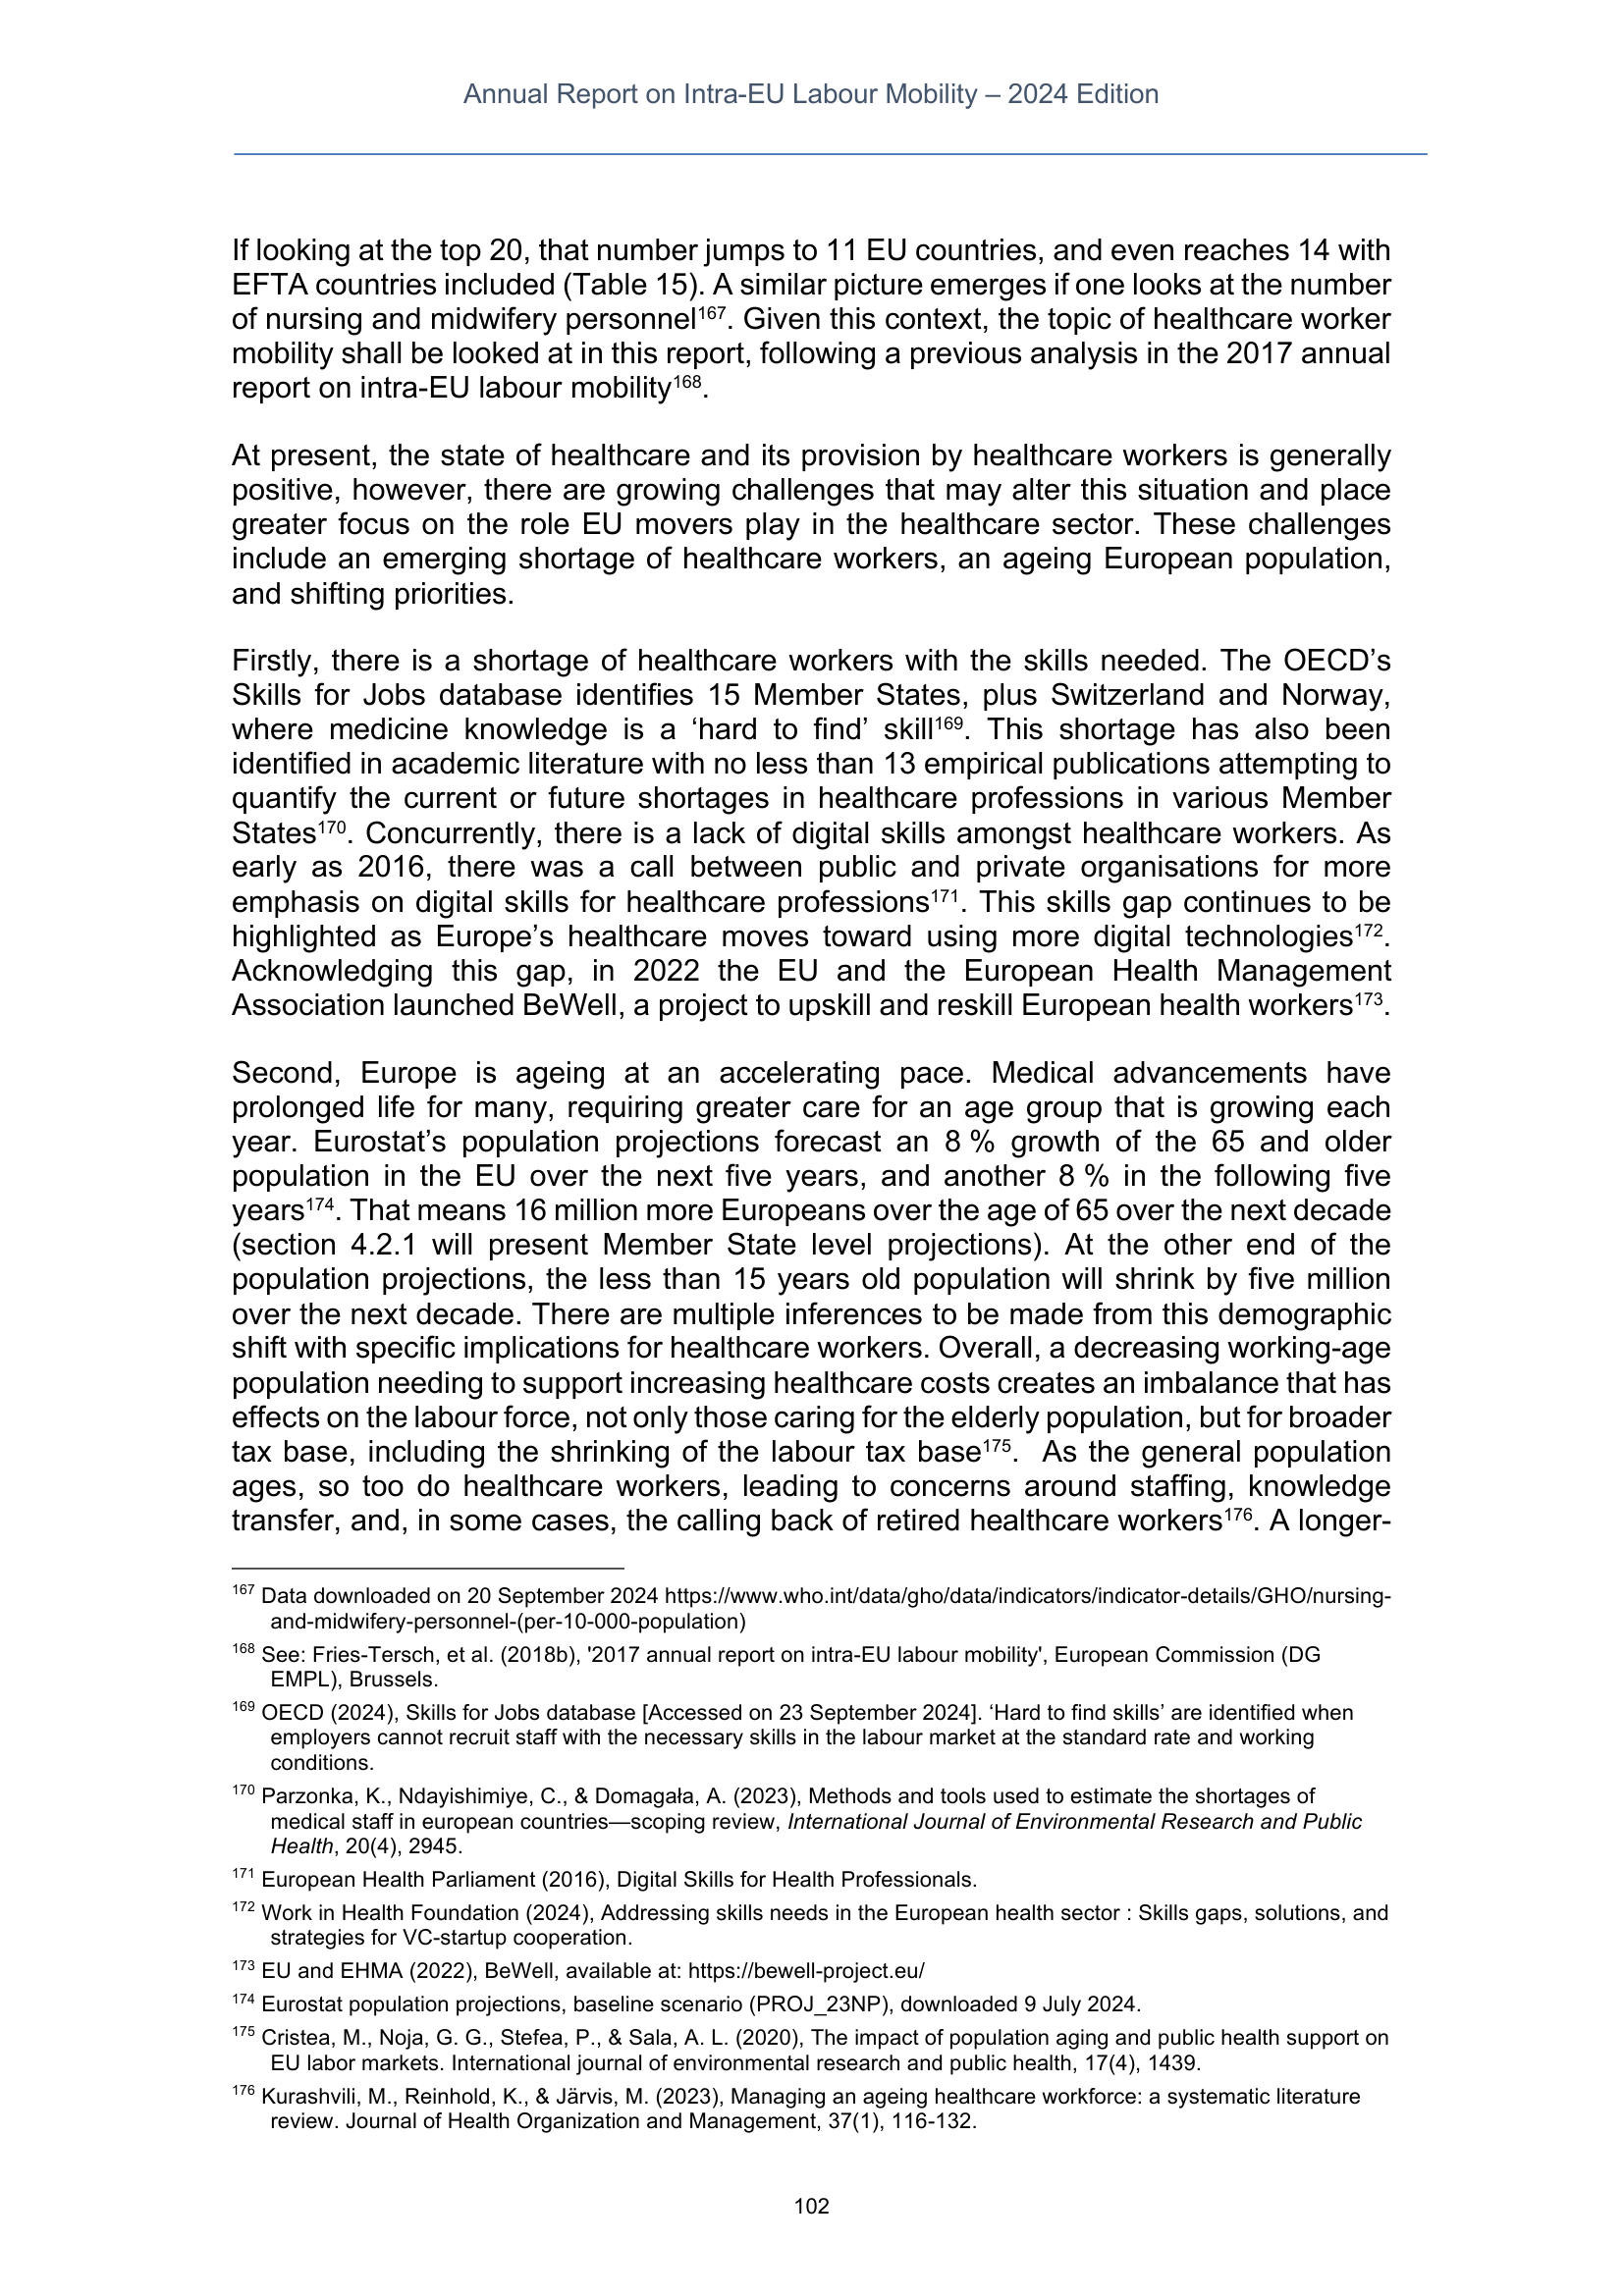 Annual Report on Intra-EU Labour Mobility – 2024 Edition
If looking at the top 20, that number jumps to 11 EU countries, and even reaches 14 with
EFTA countries included (Table 15). A similar picture emerges if one looks at the number
of nursing and midwifery personnel167. Given this context, the topic of healthcare worker
mobility shall be looked at in this report, following a previous analysis in the 2017 annual
report on intra-EU labour mobility168.
At present, the state of healthcare and its provision by healthcare workers is generally
positive, however, there are growing challenges that may alter this situation and place
greater focus on the role EU movers play in the healthcare sector. These challenges
include an emerging shortage of healthcare workers, an ageing European population,
and shifting priorities.
Firstly, there is a shortage of healthcare workers with the skills needed. The OECD’s
Skills for Jobs database identifies 15 Member States, plus Switzerland and Norway,
where medicine knowledge is a ‘hard to find’ skill169. This shortage has also been
identified in academic literature with no less than 13 empirical publications attempting to
quantify the current or future shortages in healthcare professions in various Member
States170. Concurrently, there is a lack of digital skills amongst healthcare workers. As
early as 2016, there was a call between public and private organisations for more
emphasis on digital skills for healthcare professions171. This skills gap continues to be
highlighted as Europe’s healthcare moves toward using more digital technologies172.
Acknowledging this gap, in 2022 the EU and the European Health Management
Association launched BeWell, a project to upskill and reskill European health workers173.
Second, Europe is ageing at an accelerating pace. Medical advancements have
prolonged life for many, requiring greater care for an age group that is growing each
year. Eurostat’s population projections forecast an 8 % growth of the 65 and older
population in the EU over the next five years, and another 8 % in the following five
years174. That means 16 million more Europeans over the age of 65 over the next decade
(section 4.2.1 will present Member State level projections). At the other end of the
population projections, the less than 15 years old population will shrink by five million
over the next decade. There are multiple inferences to be made from this demographic
shift with specific implications for healthcare workers. Overall, a decreasing working-age
population needing to support increasing healthcare costs creates an imbalance that has
effects on the labour force, not only those caring for the elderly population, but for broader
tax base, including the shrinking of the labour tax base175. As the general population
ages, so too do healthcare workers, leading to concerns around staffing, knowledge
transfer, and, in some cases, the calling back of retired healthcare workers176. A longer-
167 Data downloaded on 20 September 2024 https://www.who.int/data/gho/data/indicators/indicator-details/GHO/nursing-
and-midwifery-personnel-(per-10-000-population)
168 See: Fries-Tersch, et al. (2018b), '2017 annual report on intra-EU labour mobility', European Commission (DG
EMPL), Brussels.
169 OECD (2024), Skills for Jobs database [Accessed on 23 September 2024]. ‘Hard to find skills’ are identified when
employers cannot recruit staff with the necessary skills in the labour market at the standard rate and working
conditions.
170 Parzonka, K., Ndayishimiye, C., & Domagała, A. (2023), Methods and tools used to estimate the shortages of
medical staff in european countries—scoping review, International Journal of Environmental Research and Public
Health, 20(4), 2945.
171 European Health Parliament (2016), Digital Skills for Health Professionals.
172 Work in Health Foundation (2024), Addressing skills needs in the European health sector : Skills gaps, solutions, and
strategies for VC-startup cooperation.
173 EU and EHMA (2022), BeWell, available at: https://bewell-project.eu/
174 Eurostat population projections, baseline scenario (PROJ_23NP), downloaded 9 July 2024.
175 Cristea, M., Noja, G. G., Stefea, P., & Sala, A. L. (2020), The impact of population aging and public health support on
EU labor markets. International journal of environmental research and public health, 17(4), 1439.
176 Kurashvili, M., Reinhold, K., & Järvis, M. (2023), Managing an ageing healthcare workforce: a systematic literature
review. Journal of Health Organization and Management, 37(1), 116-132.
102